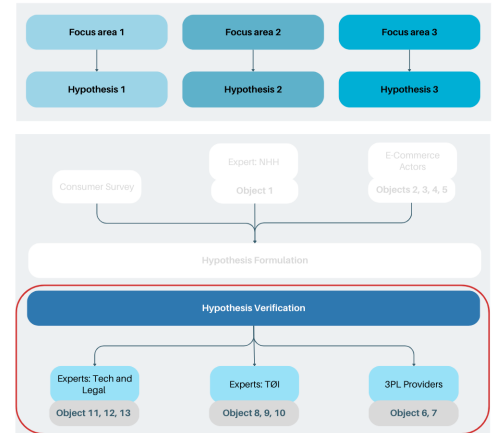 Focus area 1
Focus area 2
Focus area 3
Hypothesis 1
Hypothesis 2
Hypothesis 3
Consumer Survey
Expert: NHH
Object 1
E-Commerce
Actors
Objects 2, 3, 4, 5
Hypothesis Formulation
Hypothesis Verification
Experts: Tech and
Legal
Object 11, 12, 13
Experts: TØI
Object 8, 9, 10
3PL Providers
Object 6, 7